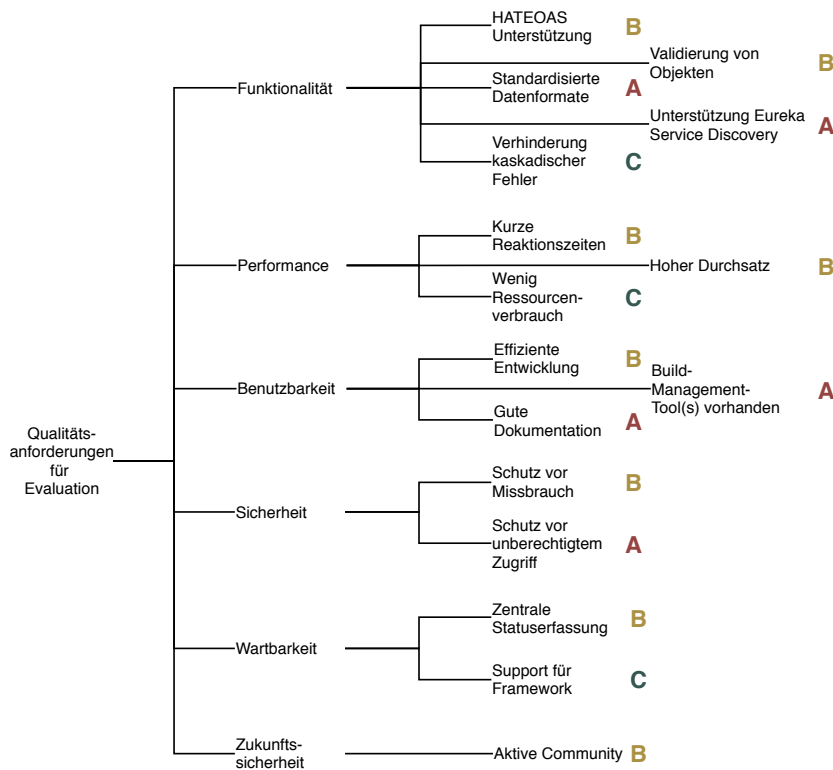 HATEOAS
Unterstützung
B
Validierung von
Objekten
B
Funktionalität
Standardisierte
Datenformate
A
Unterstützung Eureka
Service Discovery
A
Verhinderung
kaskadischer
Fehler
C
Kurze
Reaktionszeiten
B
Performance
Hoher Durchsatz
B
Wenig
Ressourcen-
verbrauch
C
Effiziente
Entwicklung
B
Benutzbarkeit
Build-
Management-
Tool(s) vorhanden
A
Gute
Dokumentation
A
Qualitäts-
anforderungen
für
Evaluation
Schutz vor
Missbrauch
B
Sicherheit
Schutz vor
unberechtigtem
Zugriff
A
Zentrale
Statuserfassung
B
Wartbarkeit
Support für
Framework
C
Zukunfts-
sicherheit
Aktive Community
B